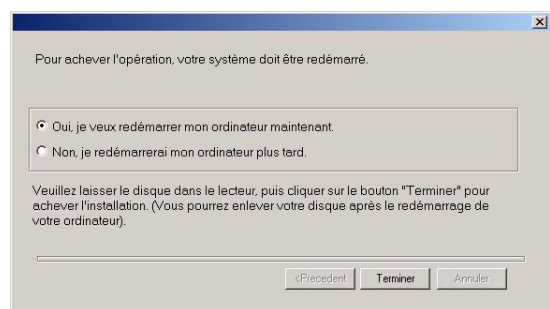 Pour achever l'opération, votre système doit être redémarré.
Oui, je veux redémarrer mon ordinateur maintenant.
Non, je redémarrerai mon ordinateur plus tard.
Veuillez laisser le disque dans le lecteur, puis cliquer sur le bouton "Terminer" pour
achever l'installation. (Vous pourrez enlever votre disque après le redémarrage de
votre ordinateur).
<Precedent Terminer Annuler